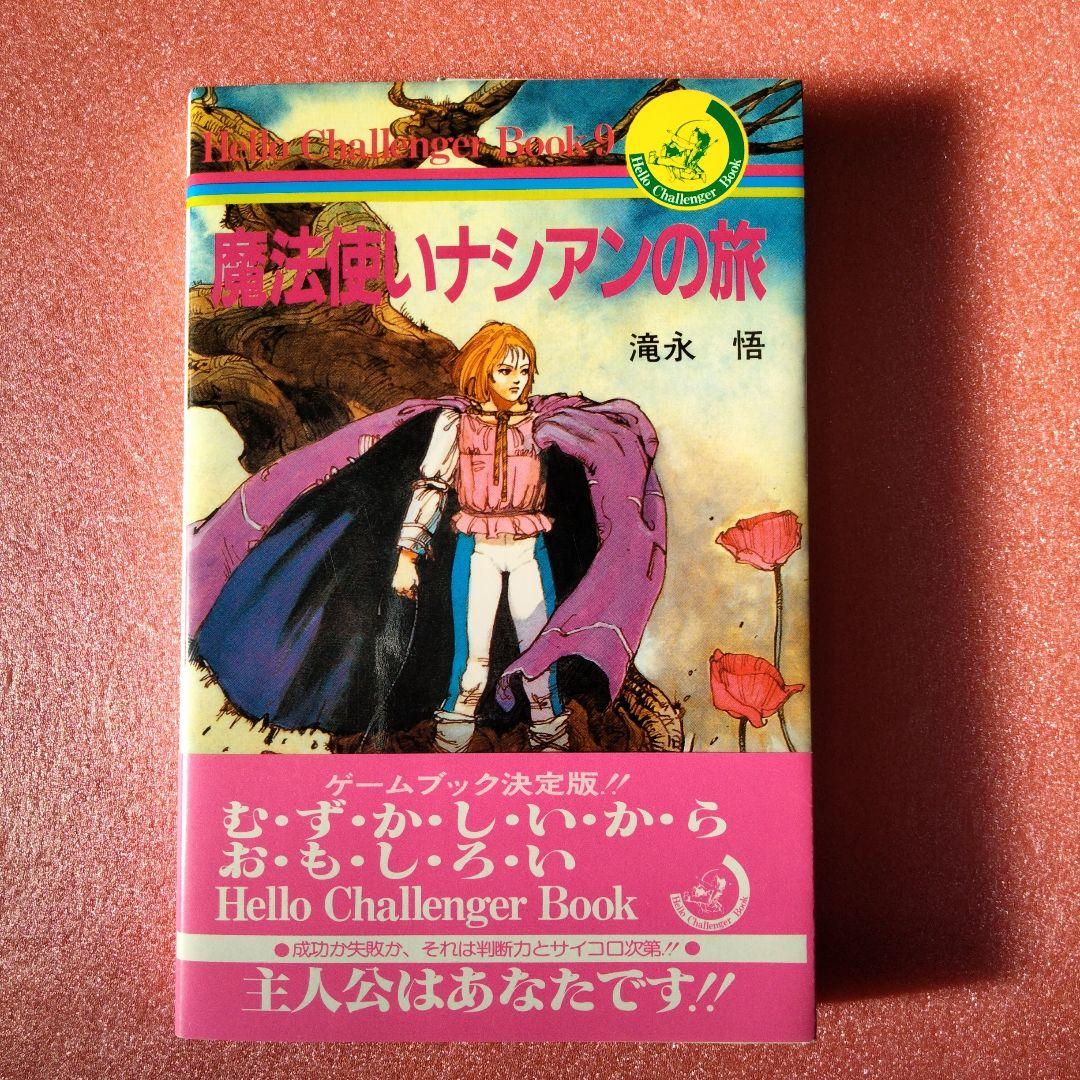 Hello Challenger Book 9
Hello Challenger Book
魔法使いナシアンの旅
滝永 悟
ゲームブック決定版!!
む・ず・か・し・い・か・ら
お・も・し・ろ・い
Hello Challenger Book
Hello Challenger Book
●成功か失敗か、それは判断力とサイコロ次第!!●
主人公はあなたです!!